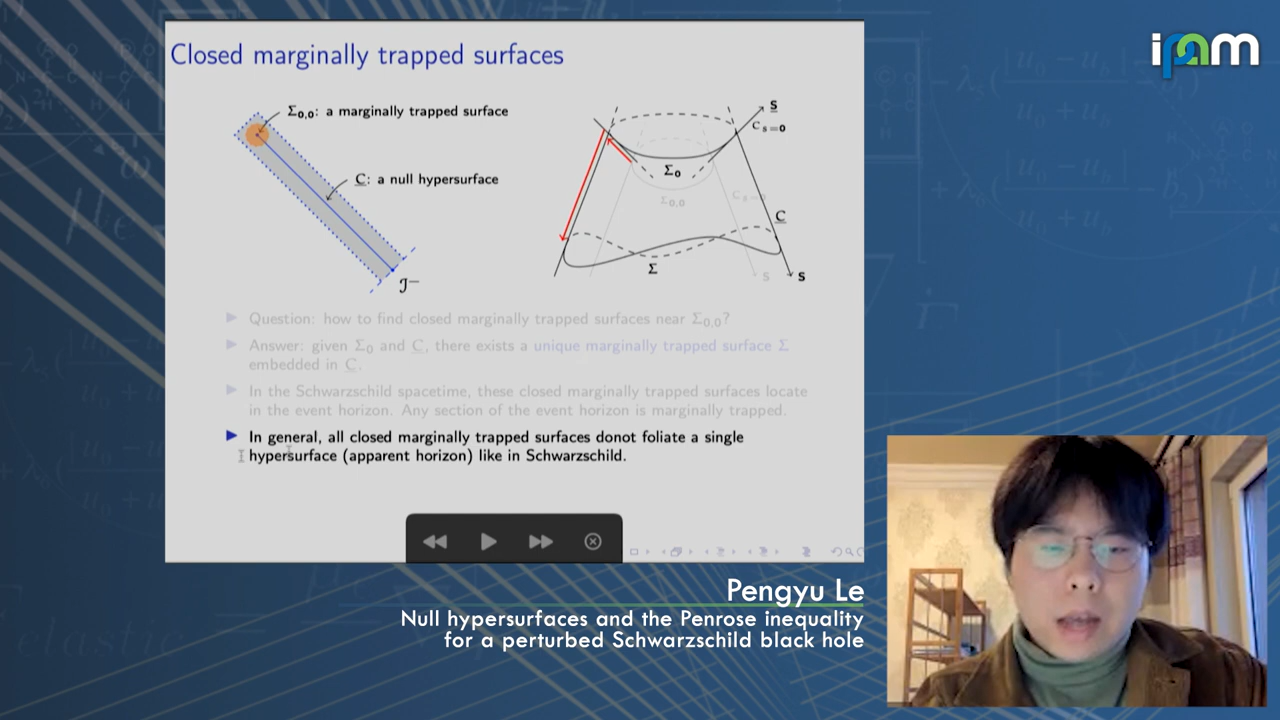 ipam
Closed marginally trapped surfaces
Σ0,0: a marginally trapped surface
C: a null hypersurface
𝒥−
S
C s=0
Σ0
Σ0,0
C s=0
C
Σ
s
s
▶ Question: how to find closed marginally trapped surfaces near Σ0,0?
▶ Answer: given Σ0 and C, there exists a unique marginally trapped surface Σ
embedded in C.
▶ In the Schwarzschild spacetime, these closed marginally trapped surfaces locate
in the event horizon. Any section of the event horizon is marginally trapped.
▶ In general, all closed marginally trapped surfaces donot foliate a single
hypersurface (apparent horizon) like in Schwarzschild.
Pengyu Le
Null hypersurfaces and the Penrose inequality
for a perturbed Schwarzschild black hole